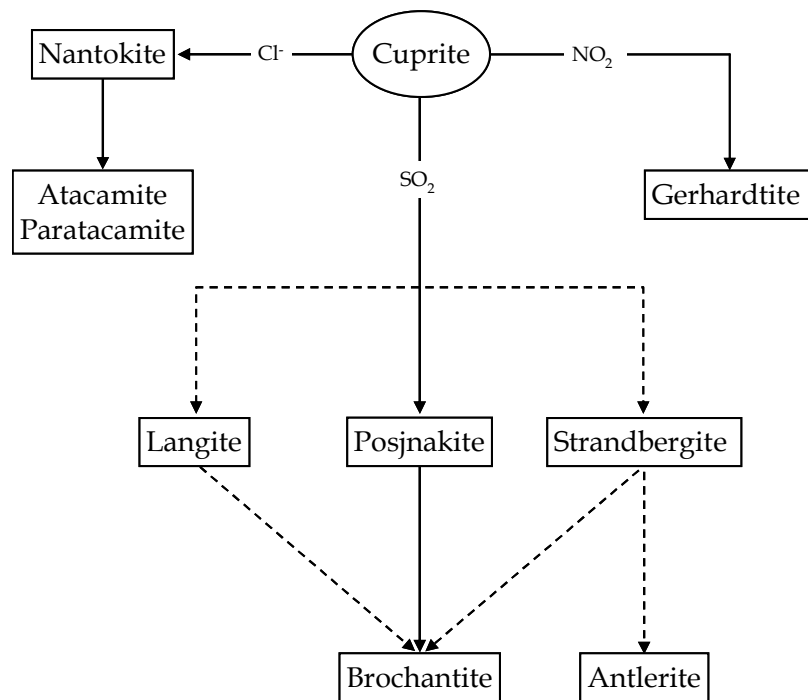 Nantokite
Cl-
Cuprite
NO2
Atacamite
Paratacamite
SO2
Gerhardtite
Langite
Posjnakite
Strandbergite
Brochantite
Antlerite